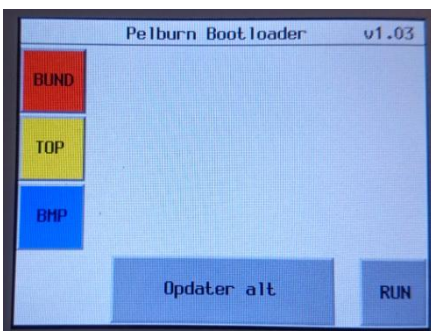 Pelburn Bootloader v1.03
BUND
TOP
BMP
Opdater alt RUN